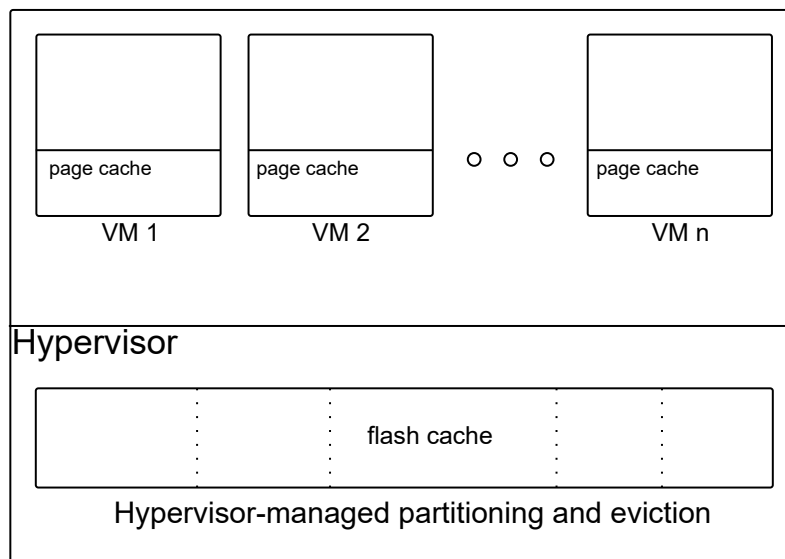 page cache
page cache
page cache
VM 1
VM 2
VM n
Hypervisor
flash cache
Hypervisor-managed partitioning and eviction